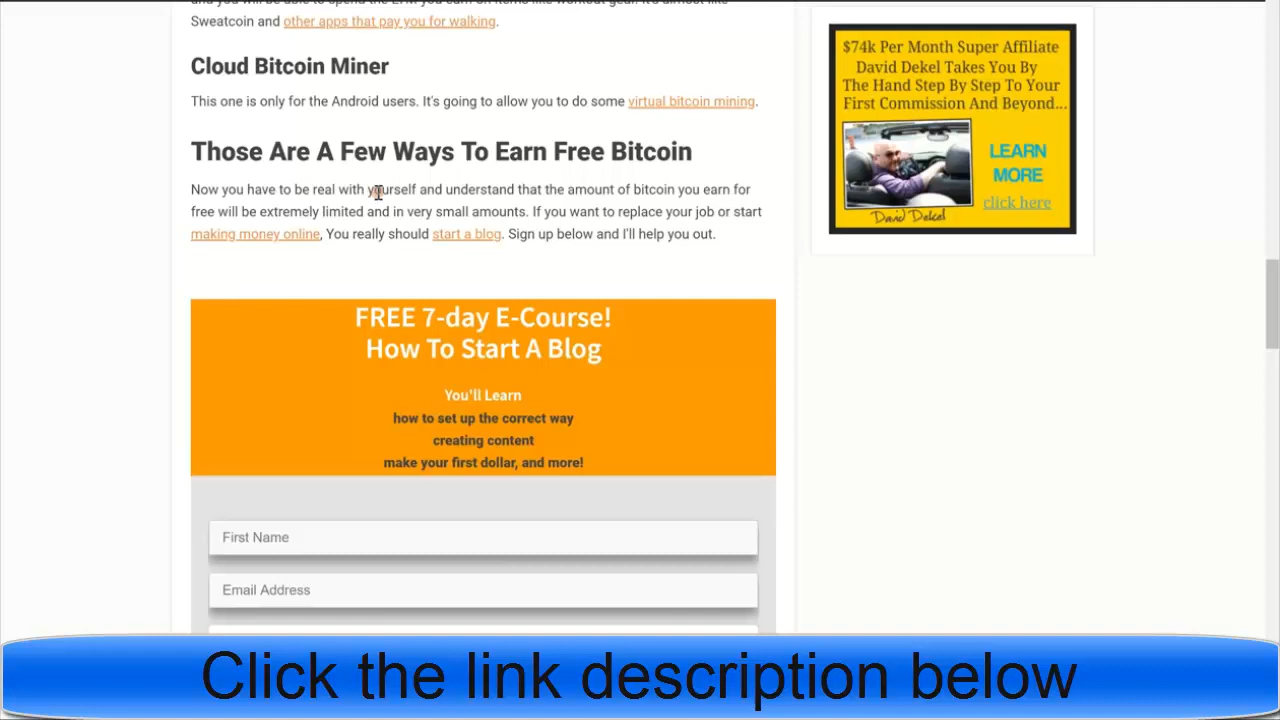 Sweatcoin and other apps that pay you for walking.
Cloud Bitcoin Miner
This one is only for the Android users. It's going to allow you to do some virtual bitcoin mining.
Those Are A Few Ways To Earn Free Bitcoin
Now you have to be real with yourself and understand that the amount of bitcoin you earn for
free will be extremely limited and in very small amounts. If you want to replace your job or start
making money online, You really should start a blog. Sign up below and I'll help you out.
FREE 7-day E-Course!
How To Start A Blog
You'll Learn
how to set up the correct way
creating content
make your first dollar, and more!
First Name
Email Address
$74k Per Month Super Affiliate
David Dekel Takes You By
The Hand Step By Step To Your
First Commission And Beyond...
LEARN
MORE
click here
David Dekel
Click the link description below